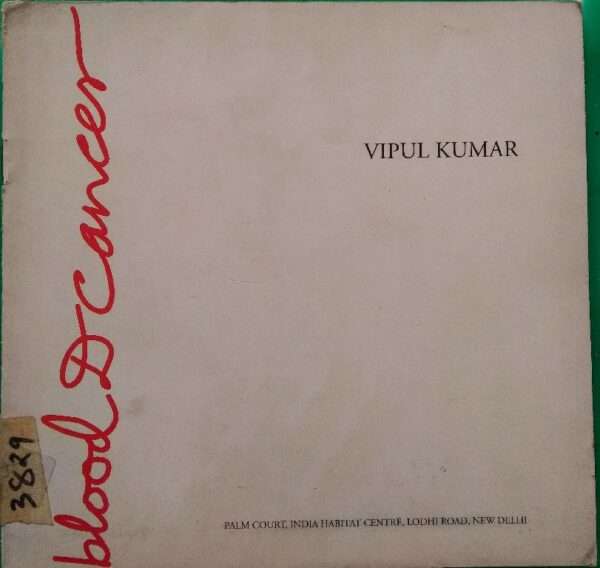 blood D Cancer
VIPUL KUMAR
3829
PALM COURT, INDIA HABITAT CENTRE, LODHI ROAD, NEW DELHI